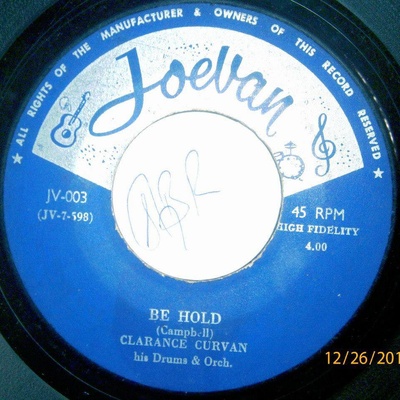 ★ ALL RIGHTS OF THE MANUFACTURER & OWNERS OF THIS RECORD RESERVED ★
Joevan
JV-003
(JV-7-598)
45 RPM
HIGH FIDELITY
4.00
BE HOLD
(Campbell)
CLARANCE CURVAN
his Drums & Orch.
12/26/201